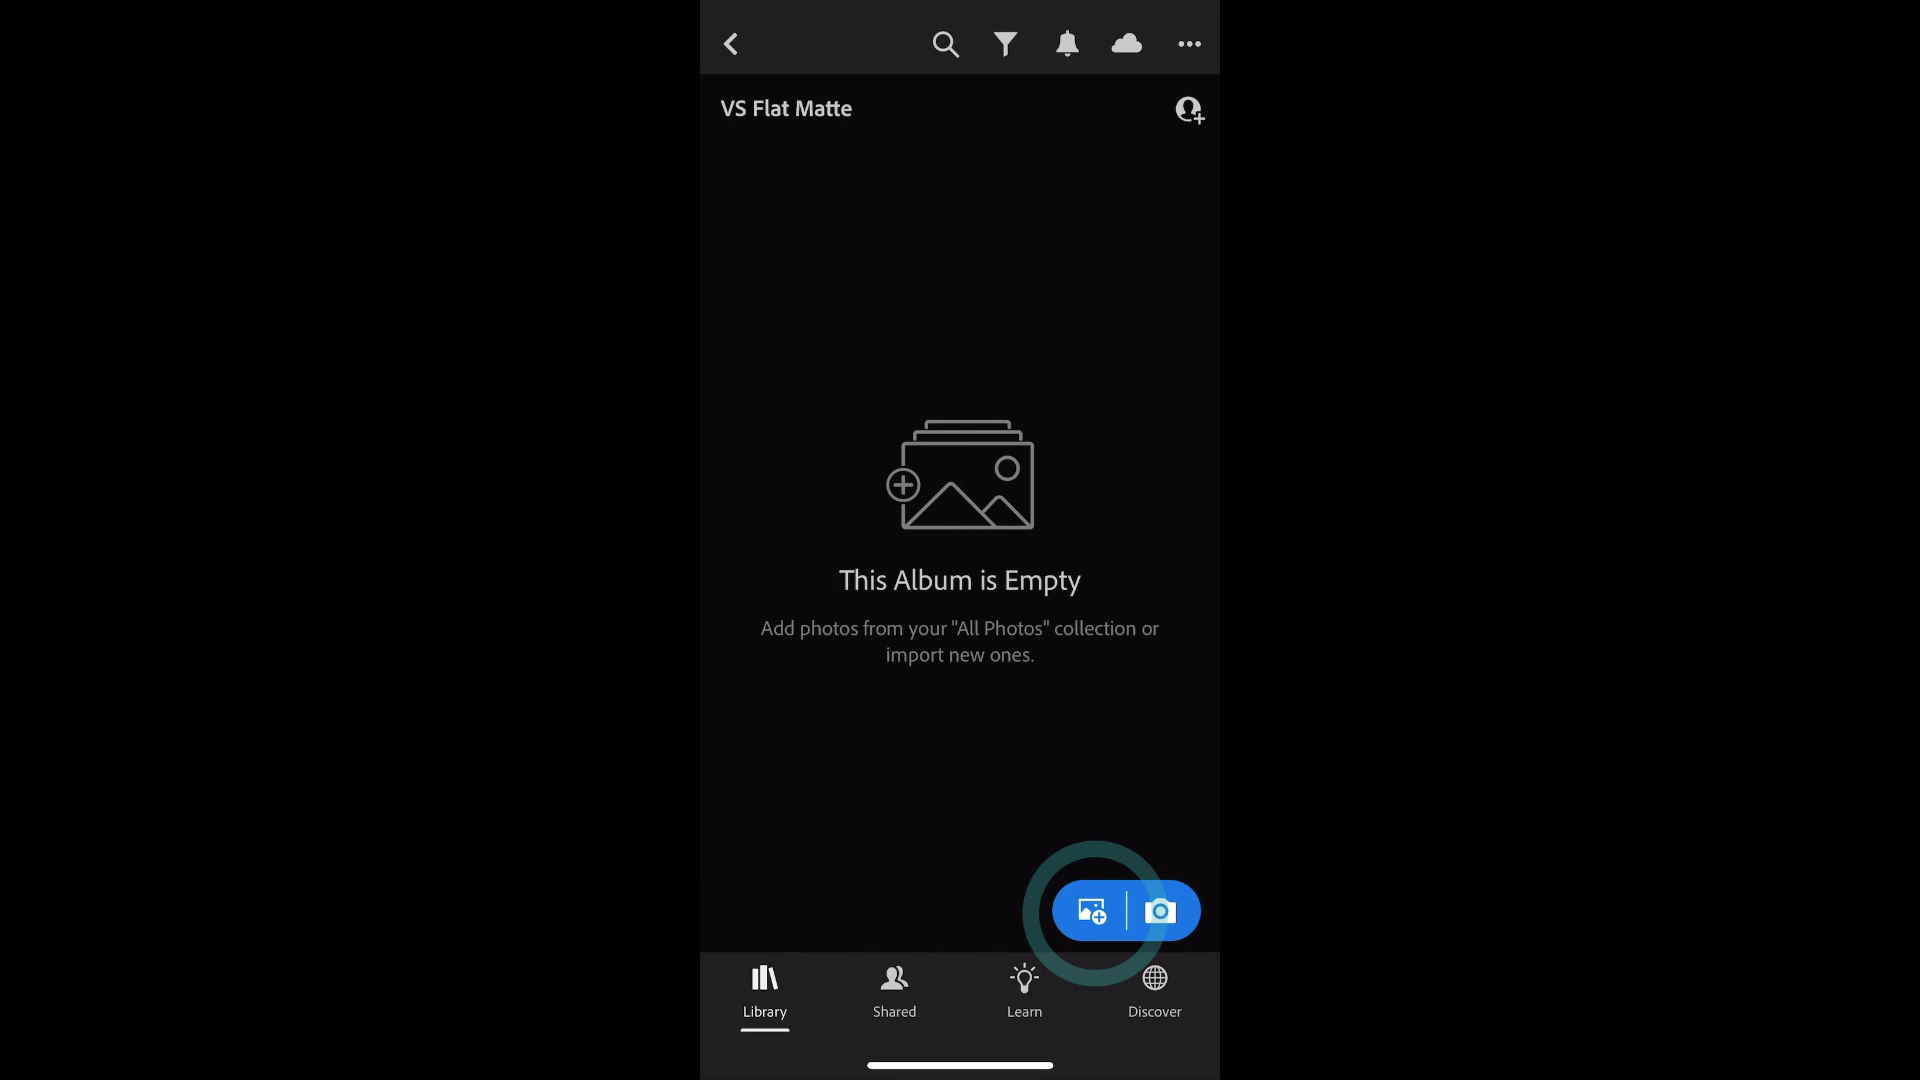 VS Flat Matte
This Album is Empty
Add photos from your "All Photos" collection or
import new ones.
Library
Shared
Learn
Discover